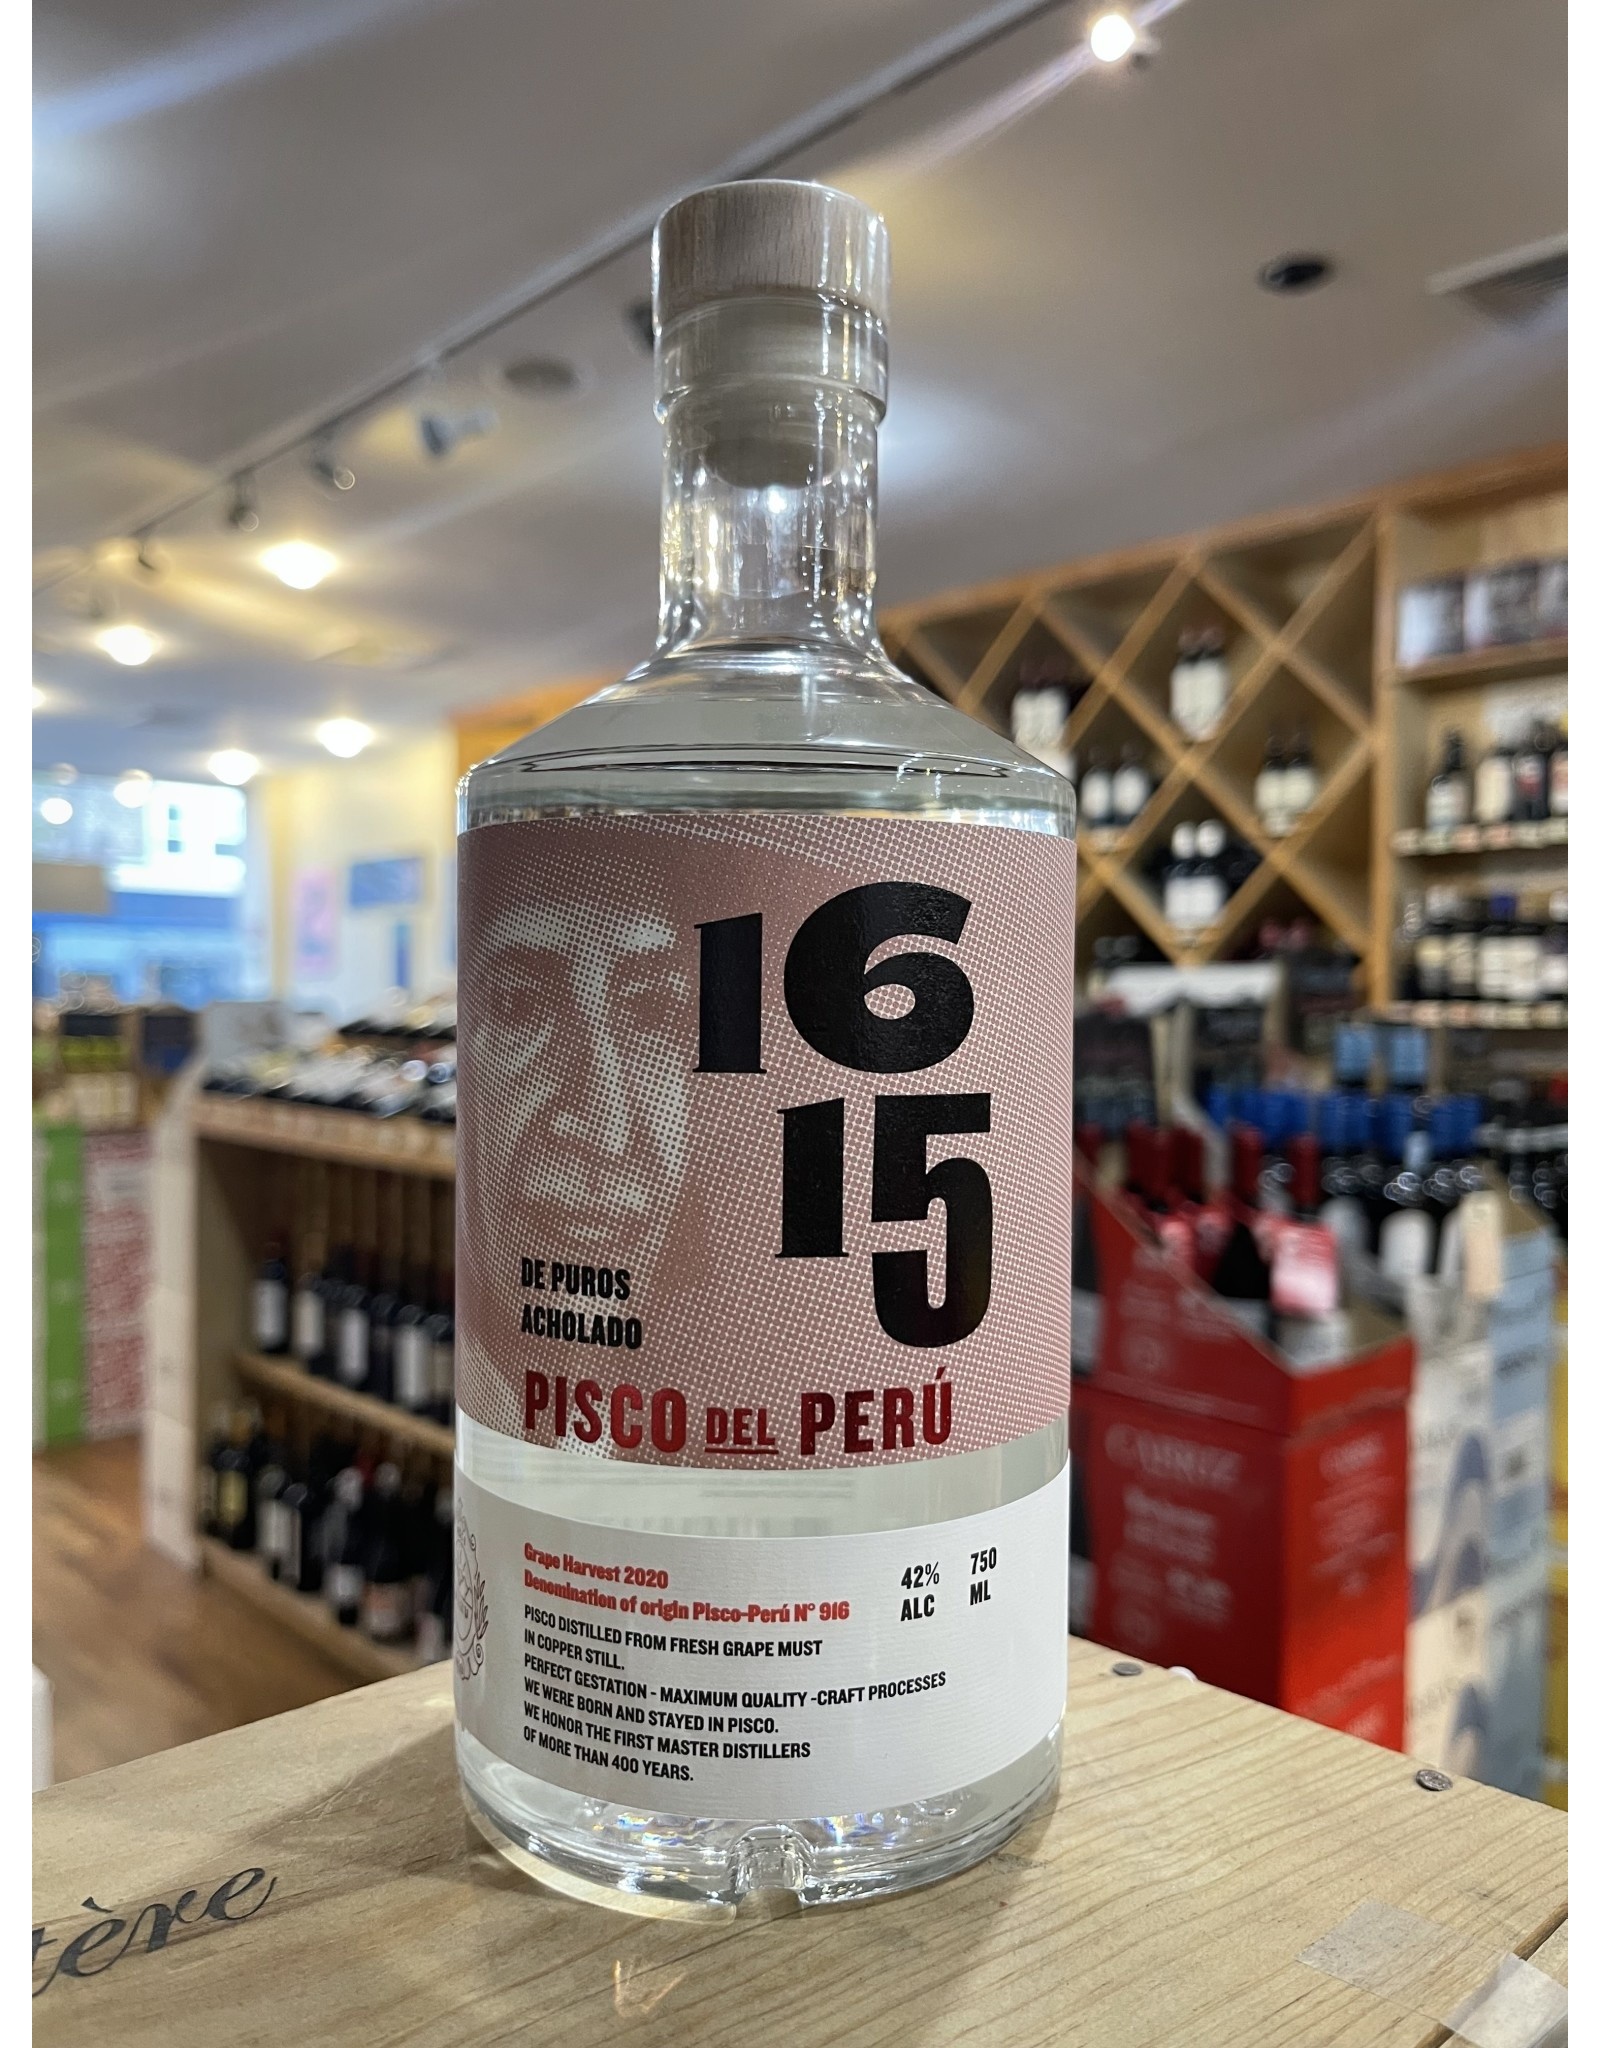 16
15
DE PUROS
ACHOLADO
PISCO DEL PERÚ
Grape Harvest 2020
Denomination of origin Pisco-Perú N° 916
42%
ALC
750
ML
PISCO DISTILLED FROM FRESH GRAPE MUST
IN COPPER STILL.
PERFECT GESTATION - MAXIMUM QUALITY -CRAFT PROCESSES
WE WERE BORN AND STAYED IN PISCO.
WE HONOR THE FIRST MASTER DISTILLERS
OF MORE THAN 400 YEARS.
tère